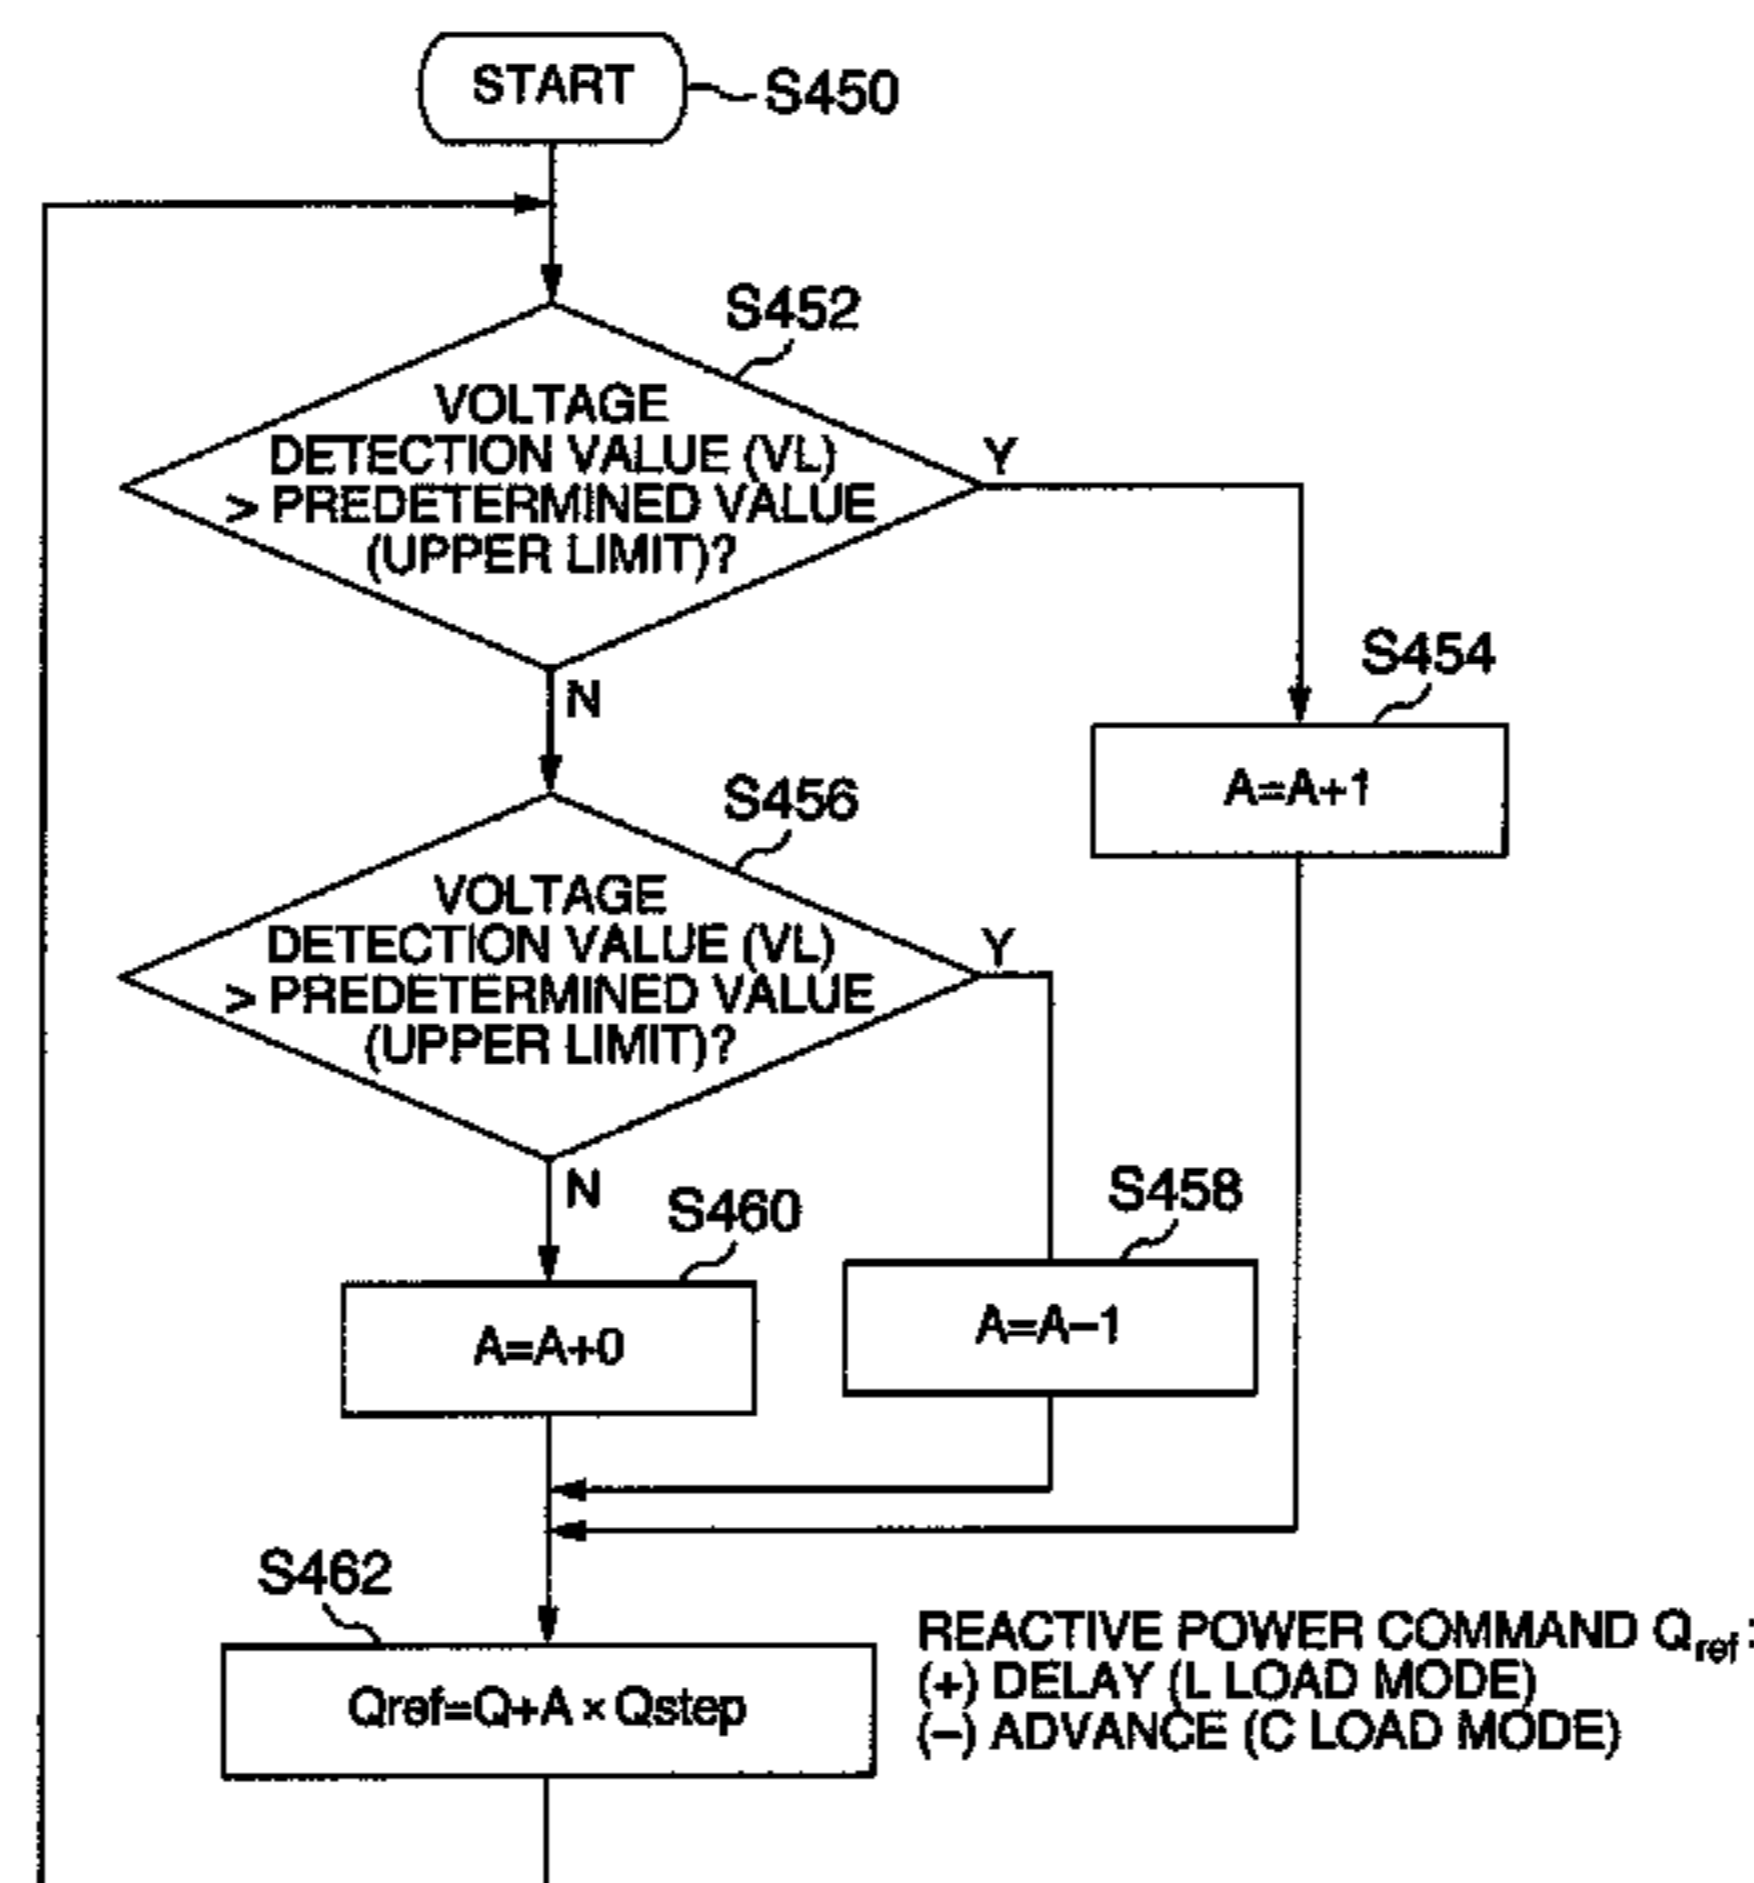 START
S450
S452
VOLTAGE
DETECTION VALUE (VL)
> PREDETERMINED VALUE
(UPPER LIMIT)?
Y
N
S454
A=A+1
S456
VOLTAGE
DETECTION VALUE (VL)
> PREDETERMINED VALUE
(UPPER LIMIT)?
Y
N
S458
A=A−1
S460
A=A+0
S462
Qref=Q+A × Qstep
REACTIVE POWER COMMAND Qref :
(+) DELAY (L LOAD MODE)
(−) ADVANCE (C LOAD MODE)